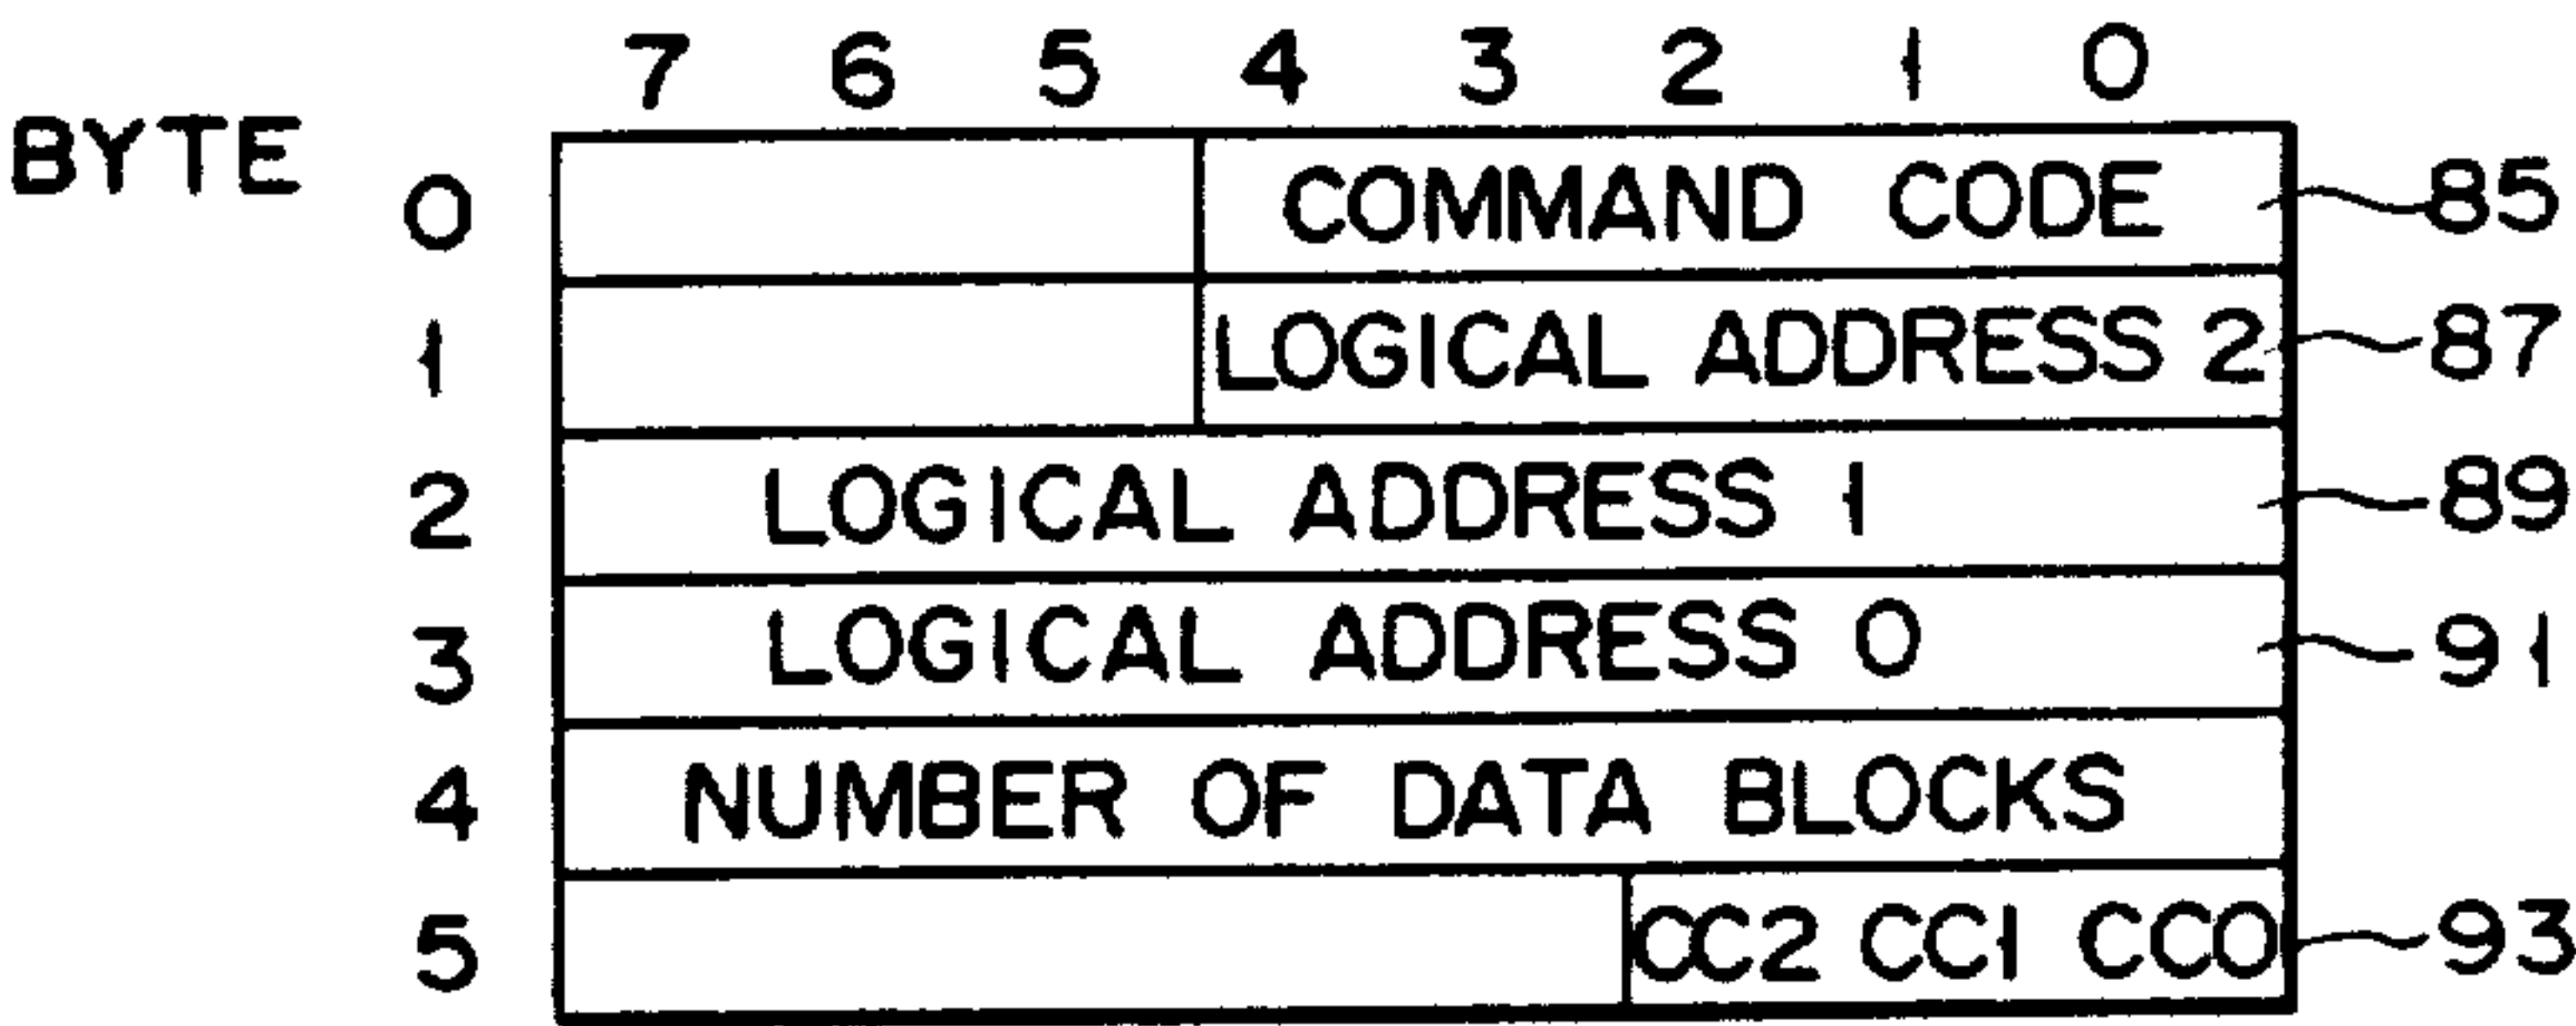 7 6 5 4 3 2 1 0
BYTE
0 COMMAND CODE 85
1 LOGICAL ADDRESS 2 87
2 LOGICAL ADDRESS 1 89
3 LOGICAL ADDRESS 0 91
4 NUMBER OF DATA BLOCKS
5 CC2 CC1 CC0 93